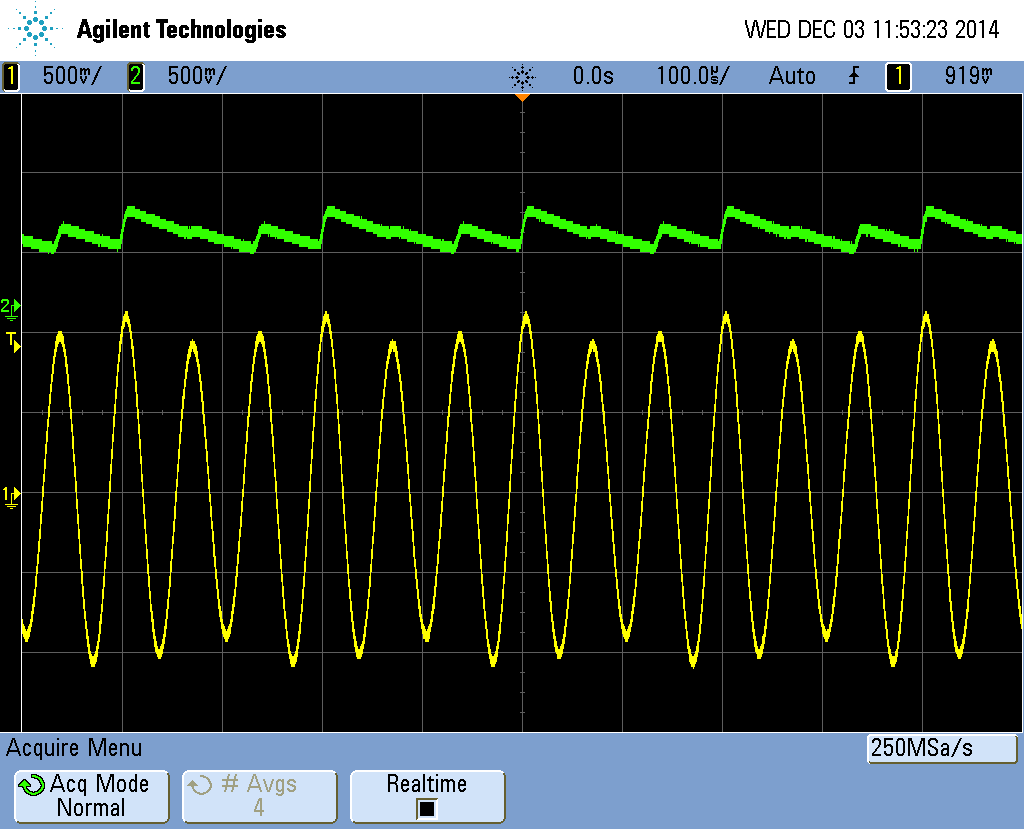 Agilent Technologies
WED DEC 03 11:53:23 2014
1 500mV/ 2 500mV/ 0.0s 100.0µs/ Auto 1 919mV
2
T
1
Acquire Menu
250MSa/s
Acq Mode
Normal
# Avgs
4
Realtime